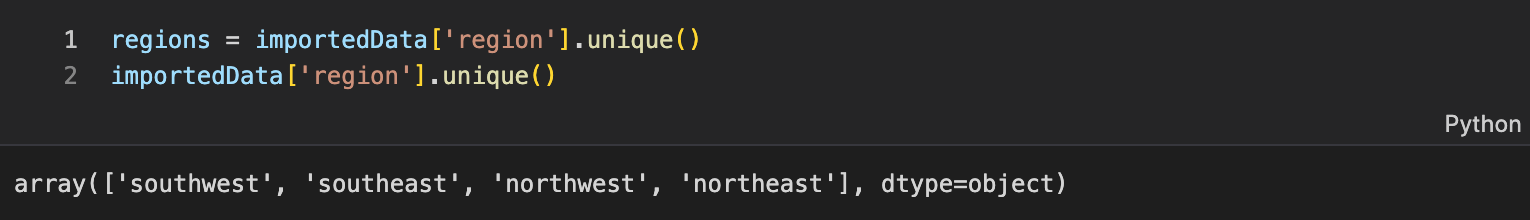 1 regions = importedData['region'].unique()
2 importedData['region'].unique()
Python
array(['southwest', 'southeast', 'northwest', 'northeast'], dtype=object)